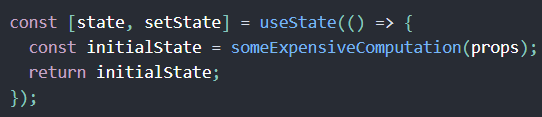 const [state, setState] = useState(() => {
  const initialState = someExpensiveComputation(props);
  return initialState;
});